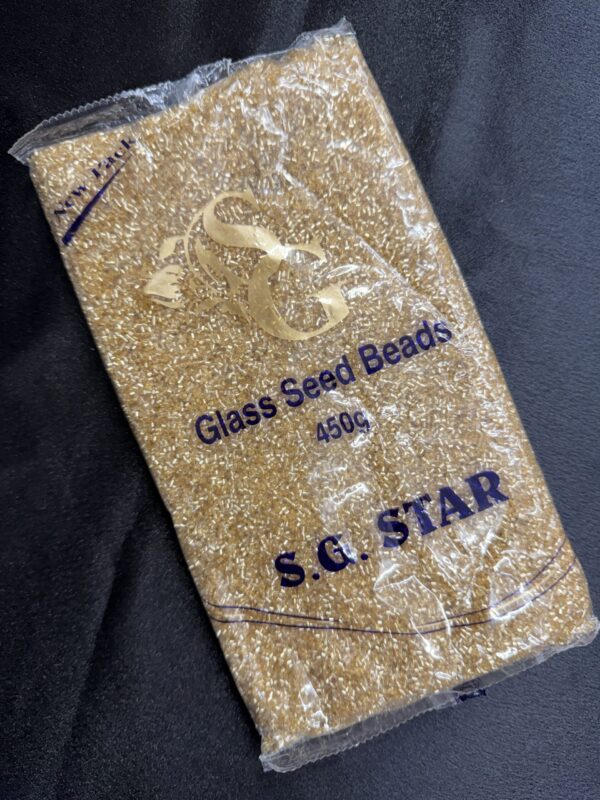 New Pack
SG
Glass Seed Beads
450g
S.G. STAR